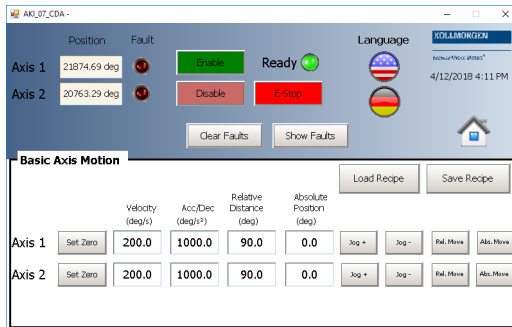 AKI_07_CDA -
Position Fault Language KOLLMORGEN
Because Motion Matters™
Axis 1 21874.69 deg Enable Ready
4/12/2018 4:11 PM
Axis 2 20763.29 deg Disable E-Stop
Clear Faults Show Faults
Basic Axis Motion
Load Recipe Save Recipe
Velocity Acc/Dec Relative Distance Absolute Position
(deg/s) (deg/s²) (deg) (deg)
Axis 1 Set Zero 200.0 1000.0 90.0 0.0 Jog + Jog - Rel. Move Abs. Move
Axis 2 Set Zero 200.0 1000.0 90.0 0.0 Jog + Jog - Rel. Move Abs. Move